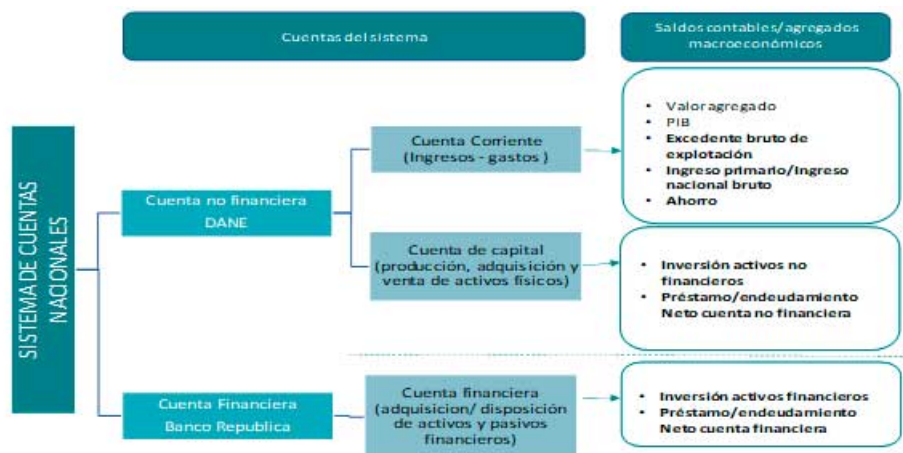 Cuentas del sistema
Saldos contables/agregados
macroeconómicos
SISTEMA DE CUENTAS
NACIONALES
Cuenta no financiera
DANE
Cuenta Corriente
(Ingresos - gastos )
• Valor agregado
• PIB
• Excedente bruto de
explotación
• Ingreso primario/Ingreso
nacional bruto
• Ahorro
Cuenta de capital
(producción, adquisición y
venta de activos físicos)
• Inversión activos no
financieros
• Préstamo/endeudamiento
Neto cuenta no financiera
Cuenta Financiera
Banco Republica
Cuenta financiera
(adquisicion/ disposición
de activos y pasivos
financieros)
• Inversión activos financieros
• Préstamo/endeudamiento
Neto cuenta financiera